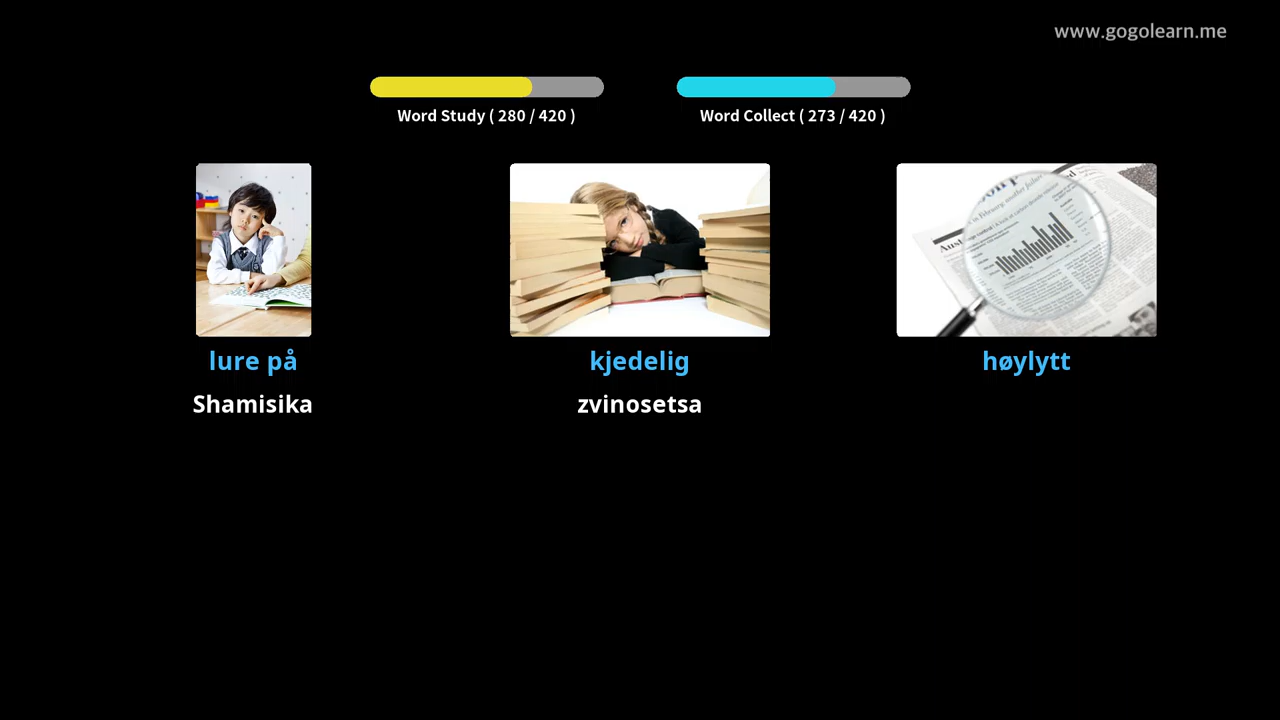 www.gogolearn.me
Word Study ( 280 / 420 )
Word Collect ( 273 / 420 )
lure på
kjedelig
høylytt
Shamisika
zvinosetsa